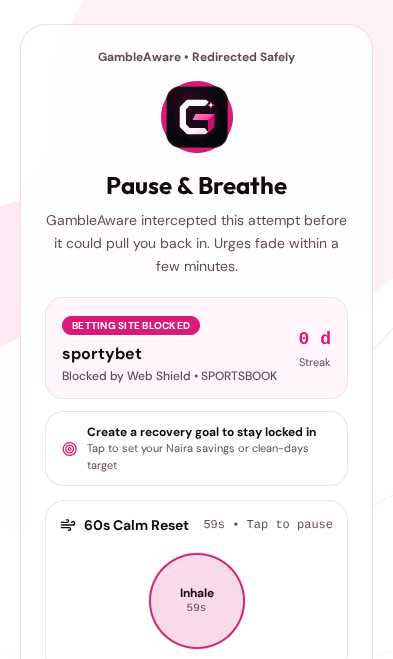 GambleAware • Redirected Safely
G
Pause & Breathe
GambleAware intercepted this attempt before
it could pull you back in. Urges fade within a
few minutes.
BETTING SITE BLOCKED
sportybet
Blocked by Web Shield • SPORTSBOOK
0 d
Streak
Create a recovery goal to stay locked in
Tap to set your Naira savings or clean-days
target
60s Calm Reset
59s • Tap to pause
Inhale
59s